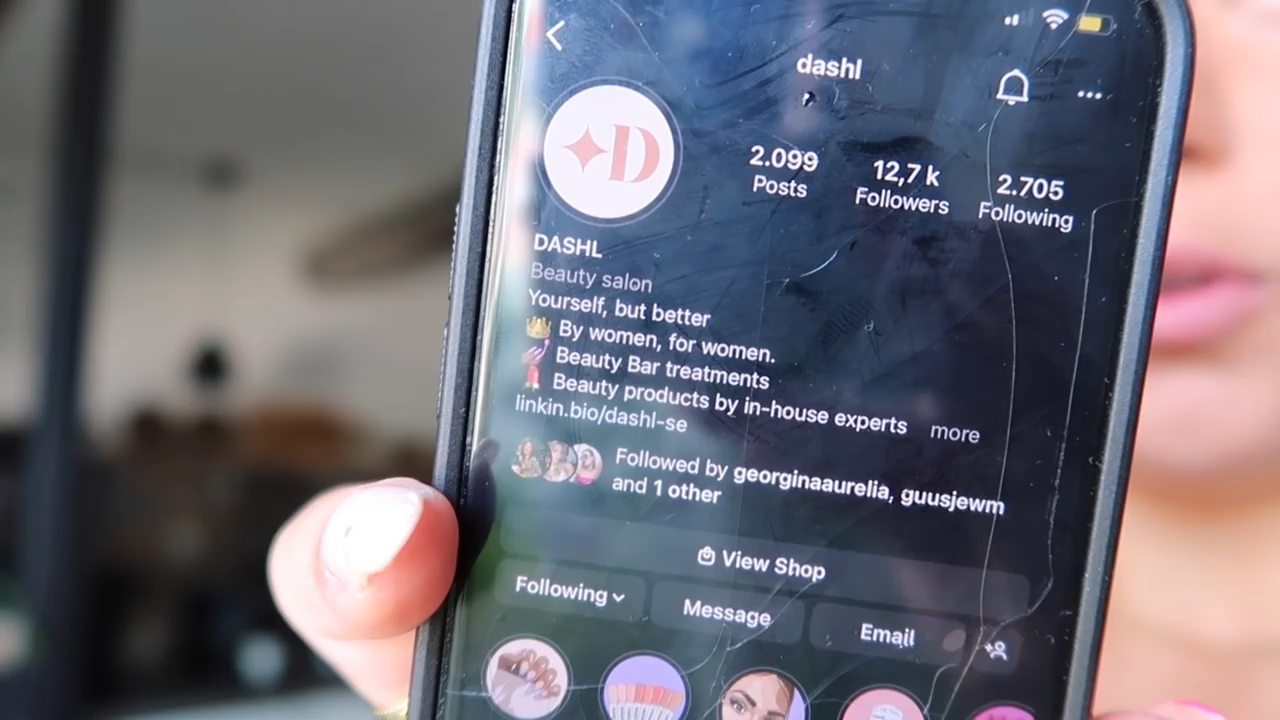 dashl
D
2.099 12,7 k 2.705
Posts Followers Following
DASHL
Beauty salon
Yourself, but better
👑 By women, for women.
💅 Beauty Bar treatments
💃 Beauty products by in-house experts more
linkin.bio/dashl-se
Followed by georginaaurelia, guusjewm
and 1 other
View Shop
Following Message Email